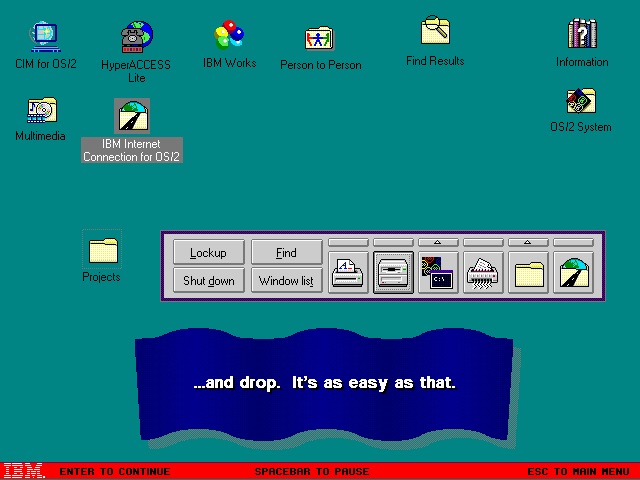 CIM for OS/2
HyperACCESS
Lite
IBM Works
Person to Person
Find Results
Information
Multimedia
IBM Internet
Connection for OS/2
OS/2 System
Projects
Lockup
Find
Shut down
Window list
C:\
...and drop. It's as easy as that.
IBM. ENTER TO CONTINUE SPACEBAR TO PAUSE ESC TO MAIN MENU